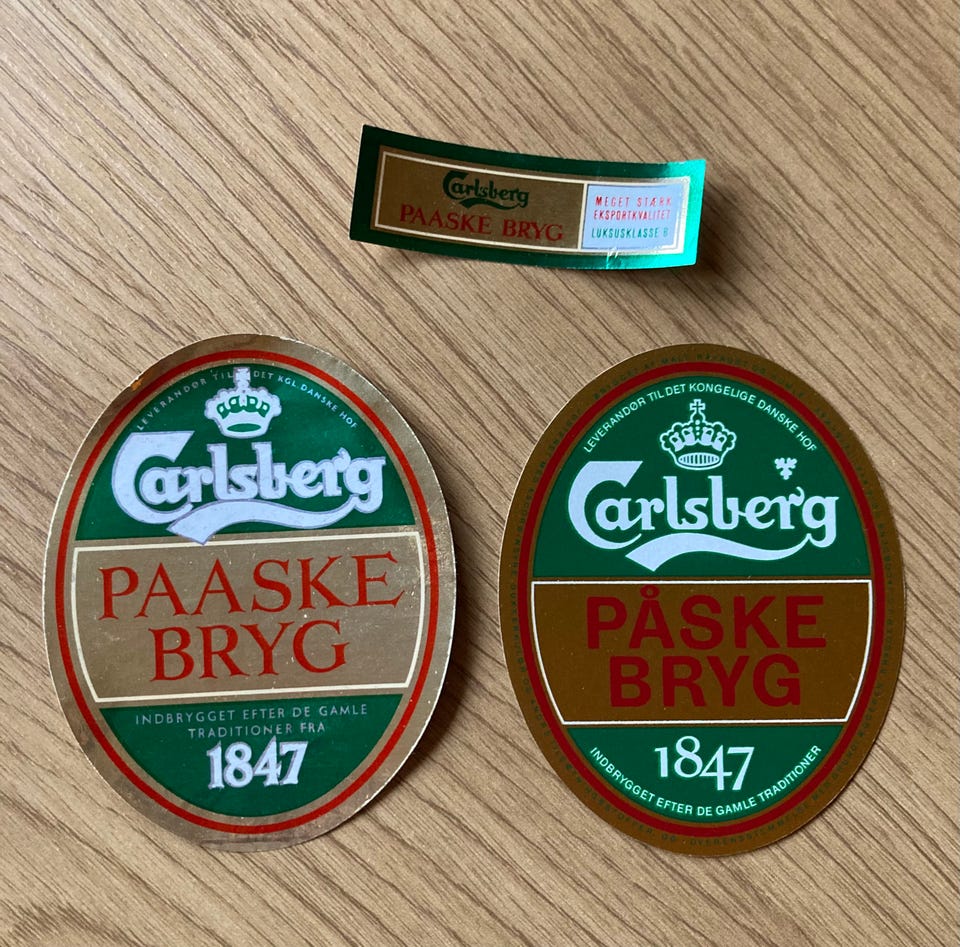 Carlsberg
PAASKE BRYG
MEGET STÆRK
EKSPORTKVALITET
LUKSUSKLASSE B
LEVERANDØR TIL DET KGL. DANSKE HOF
Carlsberg
PAASKE
BRYG
INDBRYGGET EFTER DE GAMLE
TRADITIONER FRA
1847
LEVERANDØR TIL DET KONGELIGE DANSKE HOF
Carlsberg
PÅSKE
BRYG
1847
INDBRYGGET EFTER DE GAMLE TRADITIONER